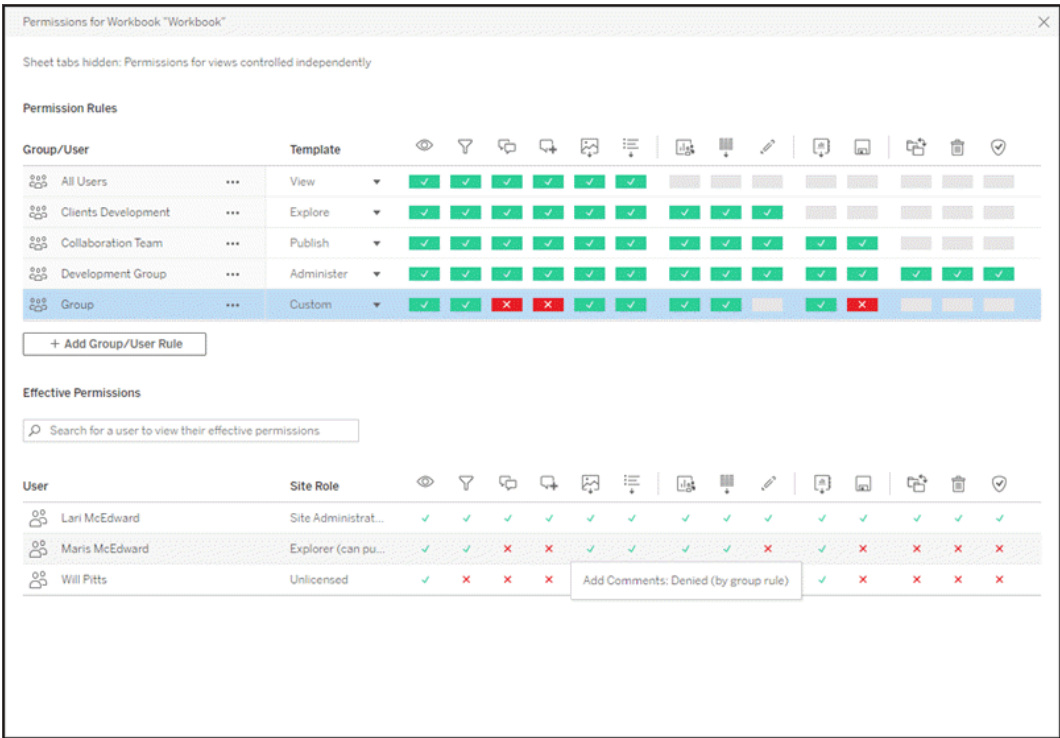 Permissions for Workbook "Workbook"
Sheet tabs hidden: Permissions for views controlled independently
Permission Rules
Group/User Template
All Users ... View
Clients Development ... Explore
Collaboration Team ... Publish
Development Group ... Administer
Group ... Custom
+ Add Group/User Rule
Effective Permissions
Search for a user to view their effective permissions
User Site Role
Lari McEdward Site Administrat...
Maris McEdward Explorer (can pu...
Will Pitts Unlicensed
Add Comments: Denied (by group rule)